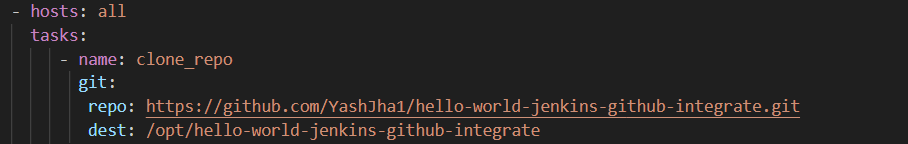 - hosts: all
tasks:
- name: clone_repo
git:
repo: https://github.com/YashJha1/hello-world-jenkins-github-integrate.git
dest: /opt/hello-world-jenkins-github-integrate